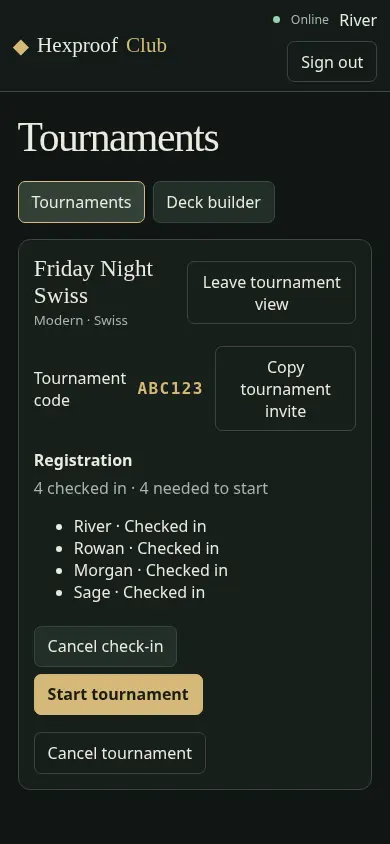 Online River
Hexproof Club
Sign out
Tournaments
Tournaments
Deck builder
Friday Night
Swiss
Modern · Swiss
Leave tournament
view
Tournament
code
ABC123
Copy
tournament
invite
Registration
4 checked in · 4 needed to start
River · Checked in
Rowan · Checked in
Morgan · Checked in
Sage · Checked in
Cancel check-in
Start tournament
Cancel tournament